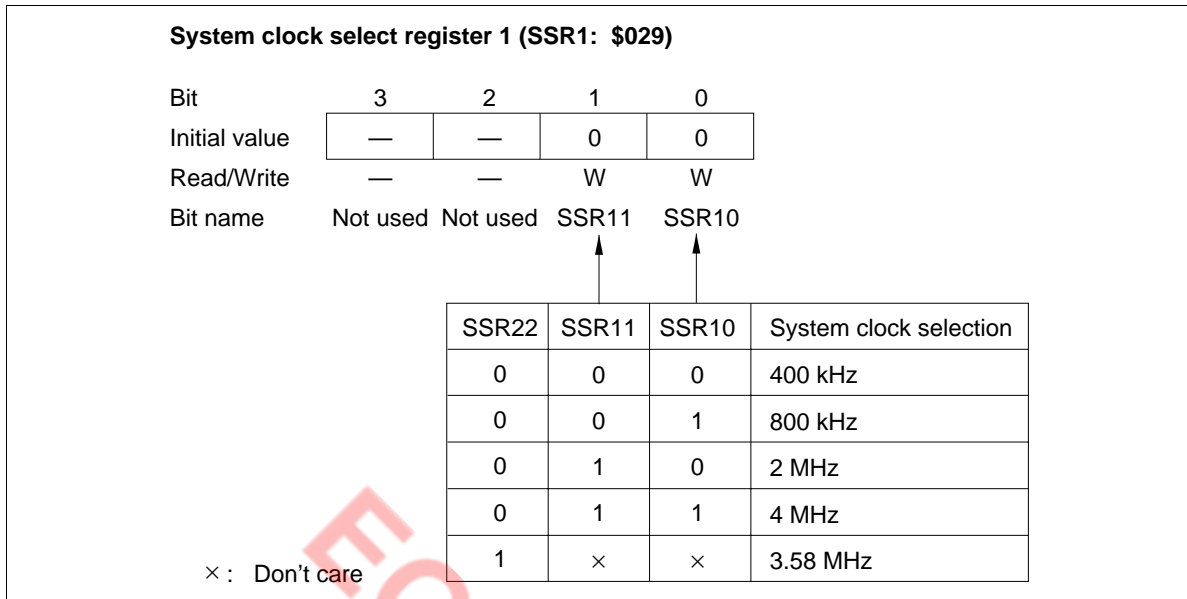 System clock select register 1 (SSR1: $029)
Bit 3 2 1 0
Initial value — — 0 0
Read/Write — — W W
Bit name Not used Not used SSR11 SSR10
SSR22 SSR11 SSR10 System clock selection
0 0 0 400 kHz
0 0 1 800 kHz
0 1 0 2 MHz
0 1 1 4 MHz
1 × × 3.58 MHz
× : Don't care